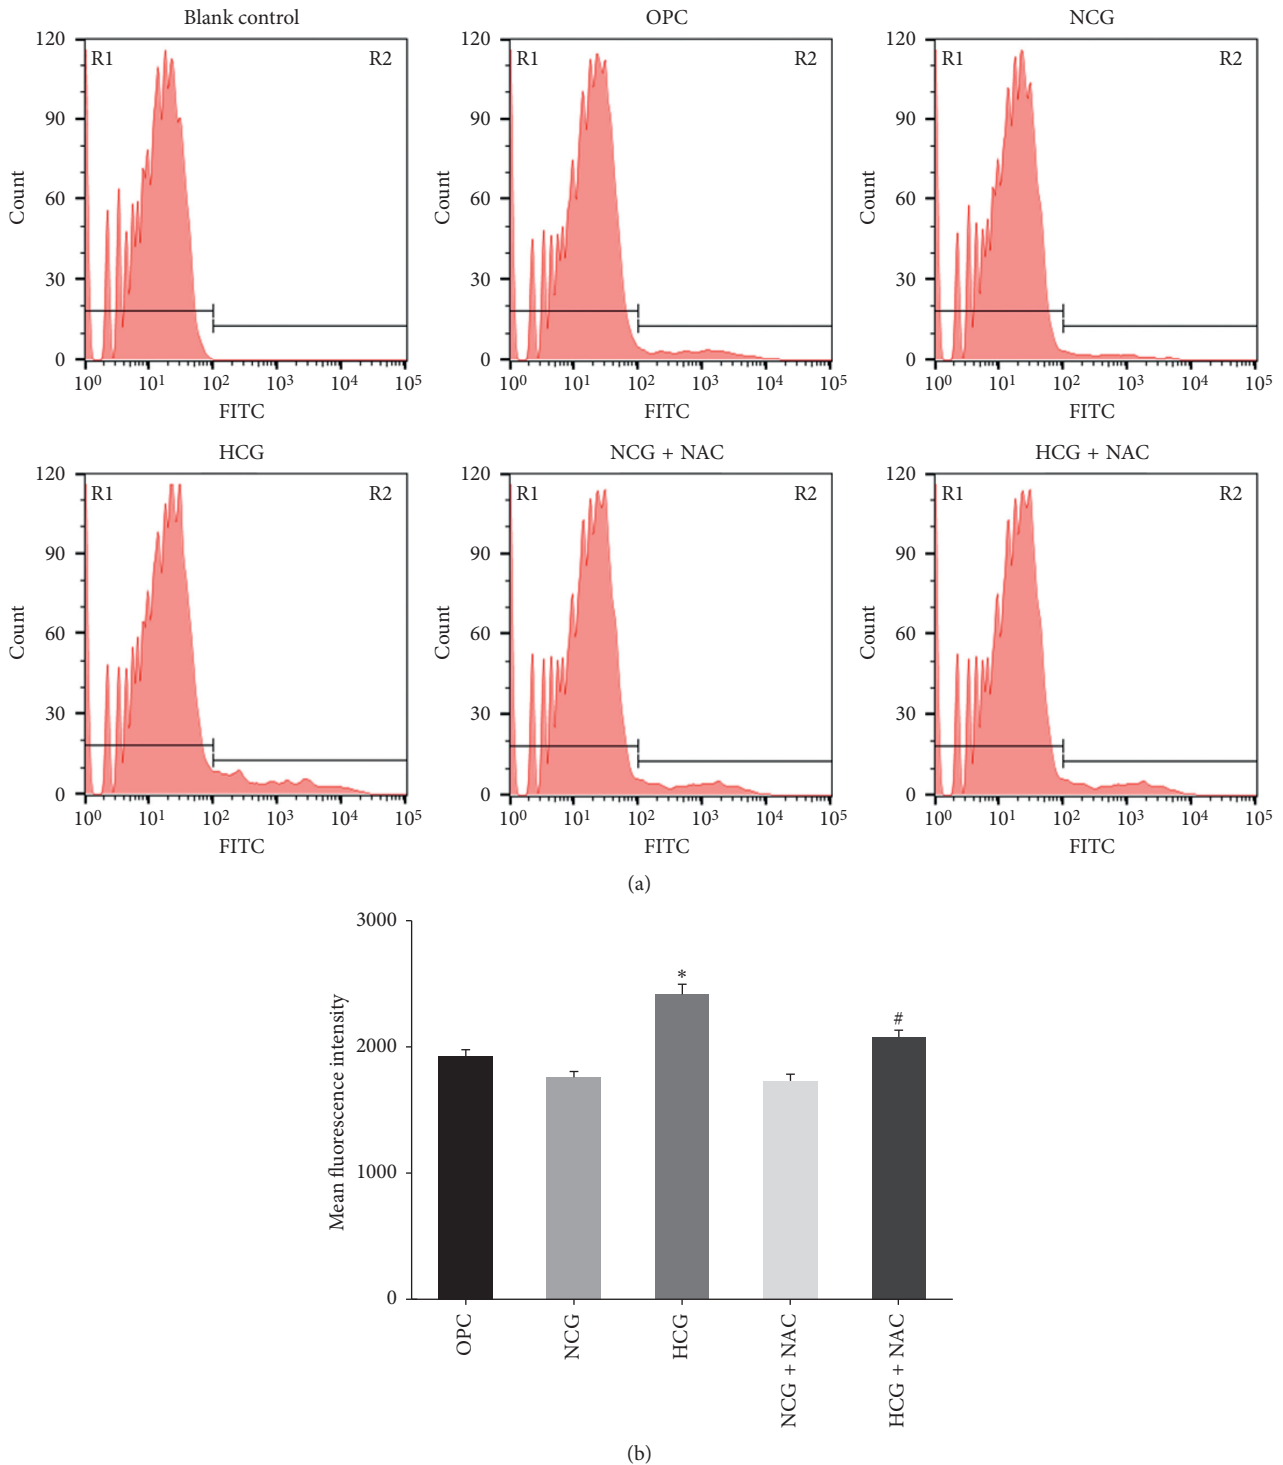 Blank control
OPC
NCG
120
90
60
30
0
Count
R1
R2
10⁰ 10¹ 10² 10³ 10⁴ 10⁵
FITC
120
90
60
30
0
Count
R1
R2
10⁰ 10¹ 10² 10³ 10⁴ 10⁵
FITC
120
90
60
30
0
Count
R1
R2
10⁰ 10¹ 10² 10³ 10⁴ 10⁵
FITC
HCG
NCG + NAC
HCG + NAC
120
90
60
30
0
Count
R1
R2
10⁰ 10¹ 10² 10³ 10⁴ 10⁵
FITC
120
90
60
30
0
Count
R1
R2
10⁰ 10¹ 10² 10³ 10⁴ 10⁵
FITC
120
90
60
30
0
Count
R1
R2
10⁰ 10¹ 10² 10³ 10⁴ 10⁵
FITC
(a)
3000
2000
1000
0
Mean fluorescence intensity
*
#
OPC
NCG
HCG
NCG + NAC
HCG + NAC
(b)